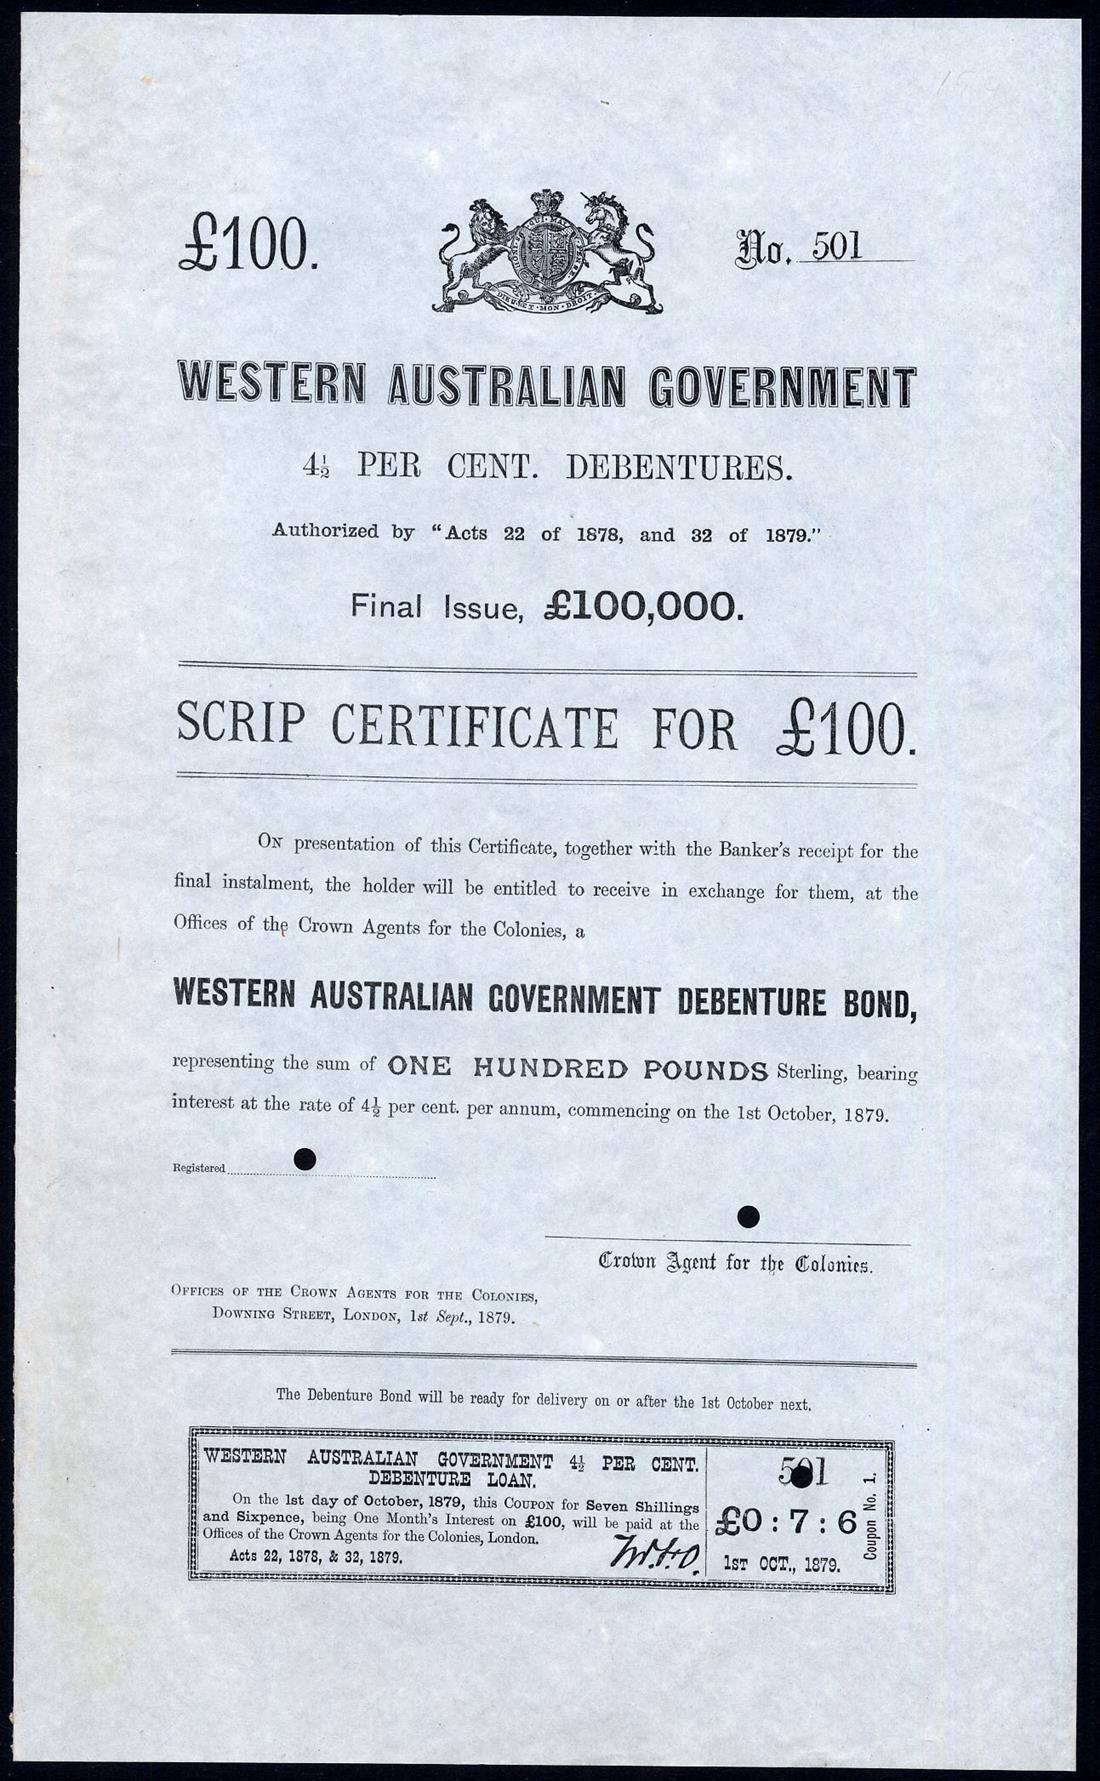 £100.
No. 501
HONI SOIT QUI MAL Y PENSE
DIEU ET MON DROIT
WESTERN AUSTRALIAN GOVERNMENT
4½ PER CENT. DEBENTURES.
Authorized by "Acts 22 of 1878, and 32 of 1879."
Final Issue, £100,000.
SCRIP CERTIFICATE FOR £100.
On presentation of this Certificate, together with the Banker's receipt for the
final instalment, the holder will be entitled to receive in exchange for them, at the
Offices of the Crown Agents for the Colonies, a
WESTERN AUSTRALIAN GOVERNMENT DEBENTURE BOND,
representing the sum of ONE HUNDRED POUNDS Sterling, bearing
interest at the rate of 4½ per cent. per annum, commencing on the 1st October, 1879.
Registered
Crown Agent for the Colonies.
Offices of the Crown Agents for the Colonies,
Downing Street, London, 1st Sept., 1879.
The Debenture Bond will be ready for delivery on or after the 1st October next.
WESTERN AUSTRALIAN GOVERNMENT 4½ PER CENT.
DEBENTURE LOAN.
On the 1st day of October, 1879, this Coupon for Seven Shillings
and Sixpence, being One Month's Interest on £100, will be paid at the
Offices of the Crown Agents for the Colonies, London.
Acts 22, 1878, & 32, 1879.
501
£0 : 7 : 6
1ST OCT., 1879.
Coupon No. 1.